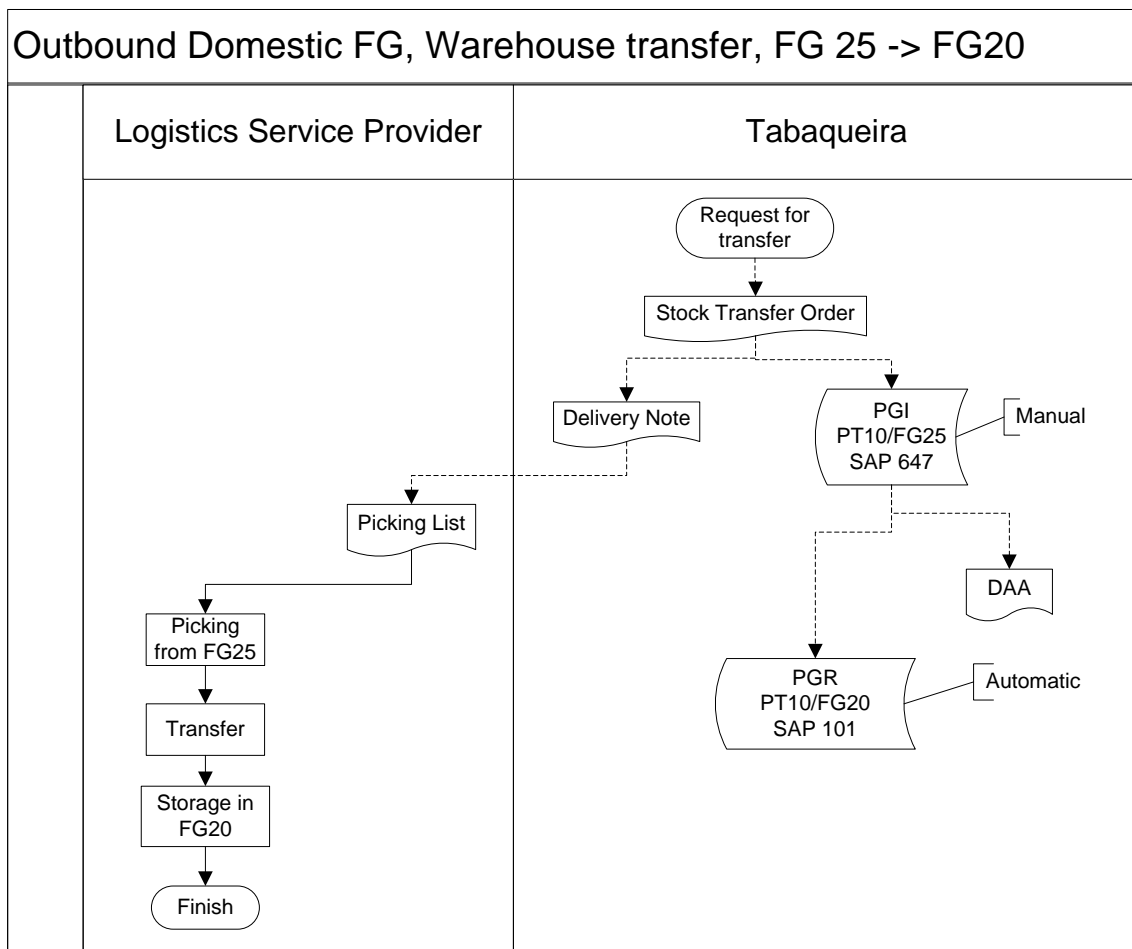 Outbound Domestic FG, Warehouse transfer, FG 25 -> FG20
Logistics Service Provider
Tabaqueira
Request for
transfer
Stock Transfer Order
Delivery Note
PGI
PT10/FG25
SAP 647
Manual
Picking List
DAA
Picking
from FG25
PGR
PT10/FG20
SAP 101
Automatic
Transfer
Storage in
FG20
Finish